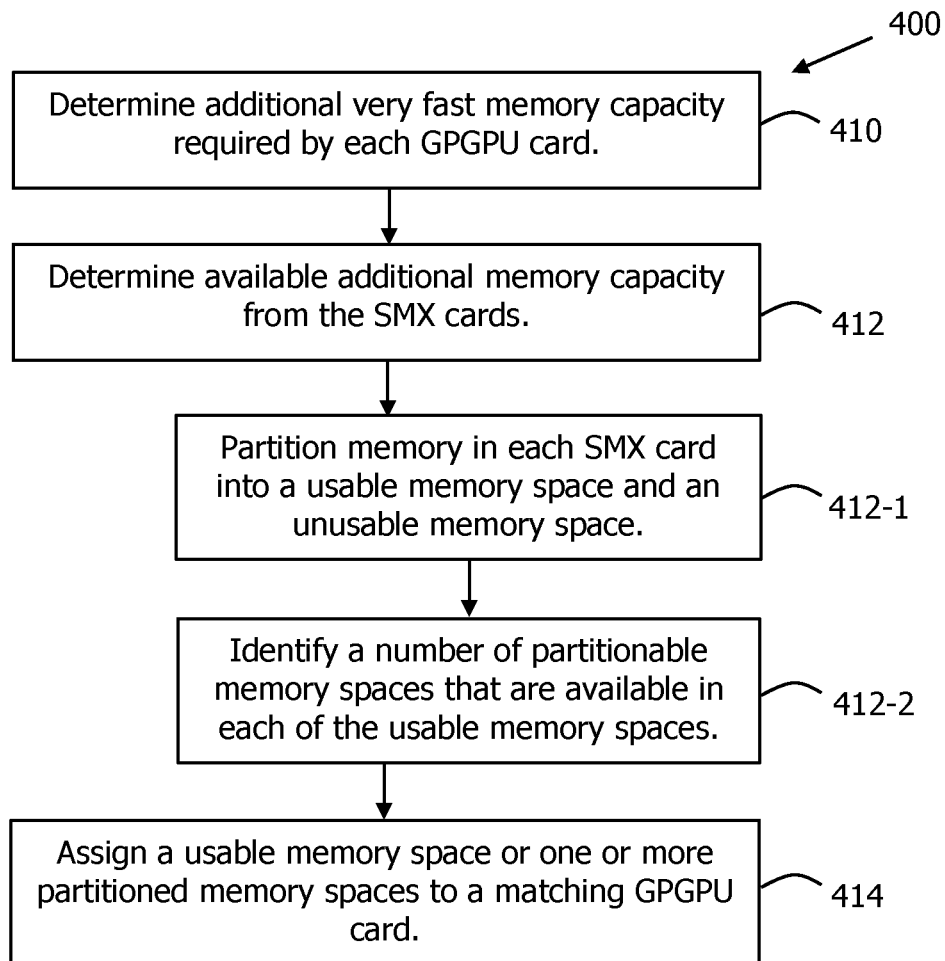 400
Determine additional very fast memory capacity
required by each GPGPU card.
410
Determine available additional memory capacity
from the SMX cards.
412
Partition memory in each SMX card
into a usable memory space and an
unusable memory space.
412-1
Identify a number of partitionable
memory spaces that are available in
each of the usable memory spaces.
412-2
Assign a usable memory space or one or more
partitioned memory spaces to a matching GPGPU
card.
414